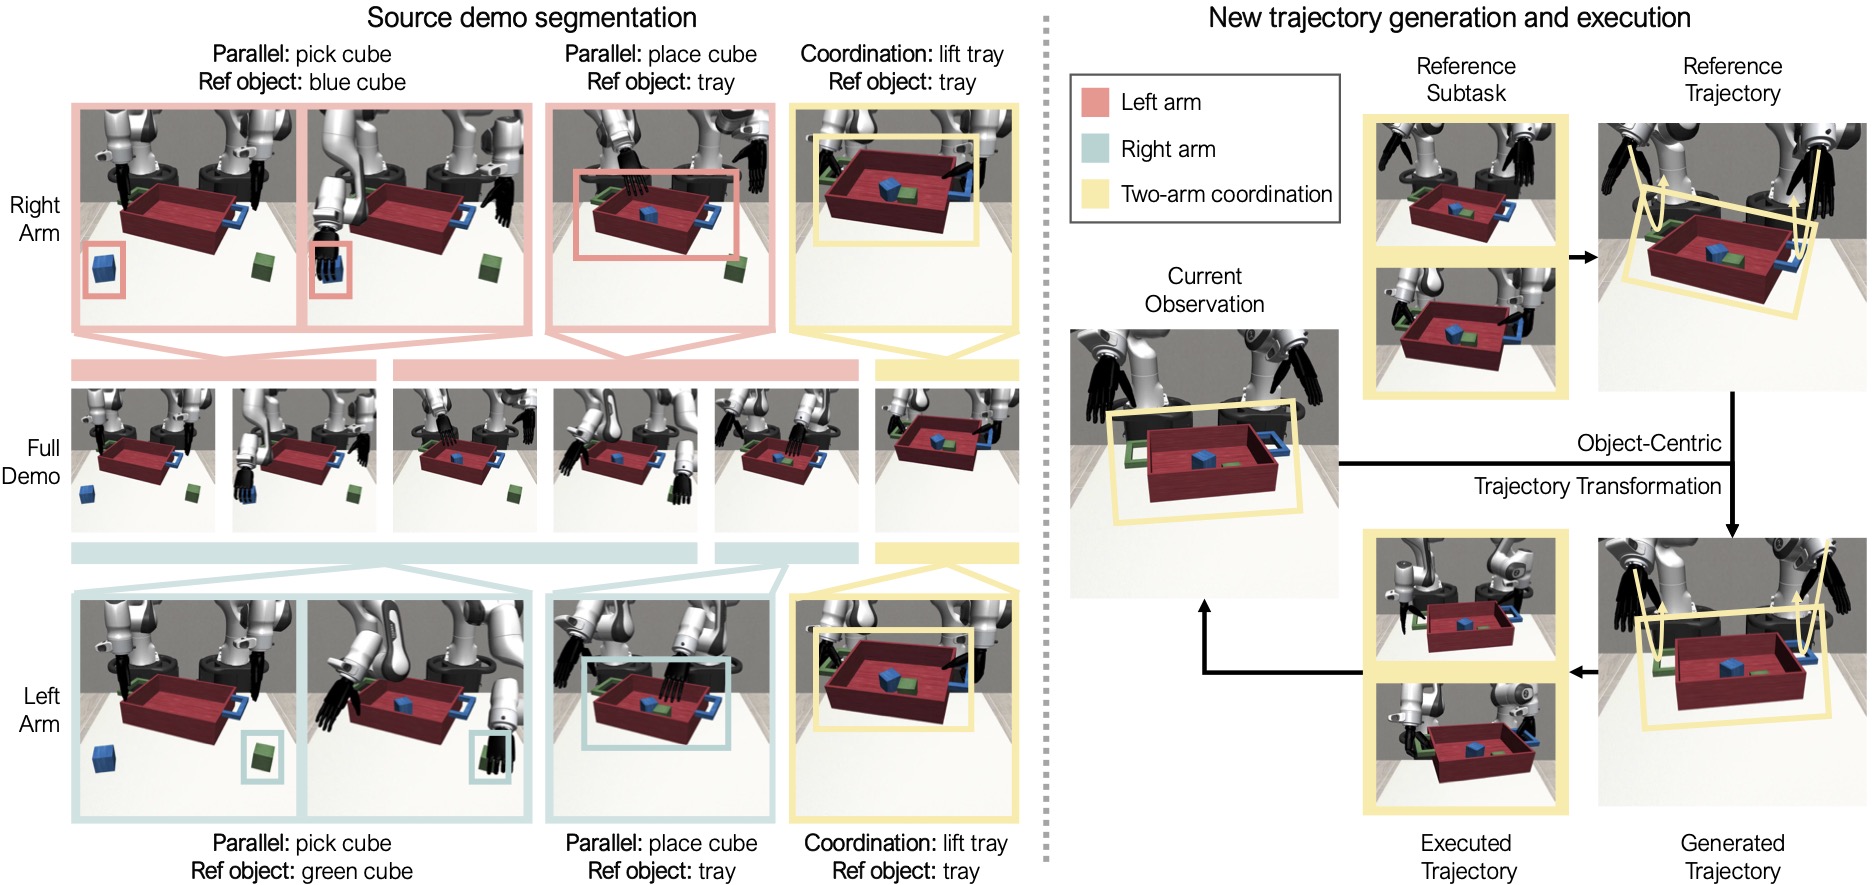 Source demo segmentation
Parallel: pick cube
Ref object: blue cube
Parallel: place cube
Ref object: tray
Coordination: lift tray
Ref object: tray
Right
Arm
Full
Demo
Left
Arm
Parallel: pick cube
Ref object: green cube
Parallel: place cube
Ref object: tray
Coordination: lift tray
Ref object: tray
New trajectory generation and execution
Left arm
Right arm
Two-arm coordination
Reference
Subtask
Reference
Trajectory
Current
Observation
Object-Centric
Trajectory Transformation
Executed
Trajectory
Generated
Trajectory